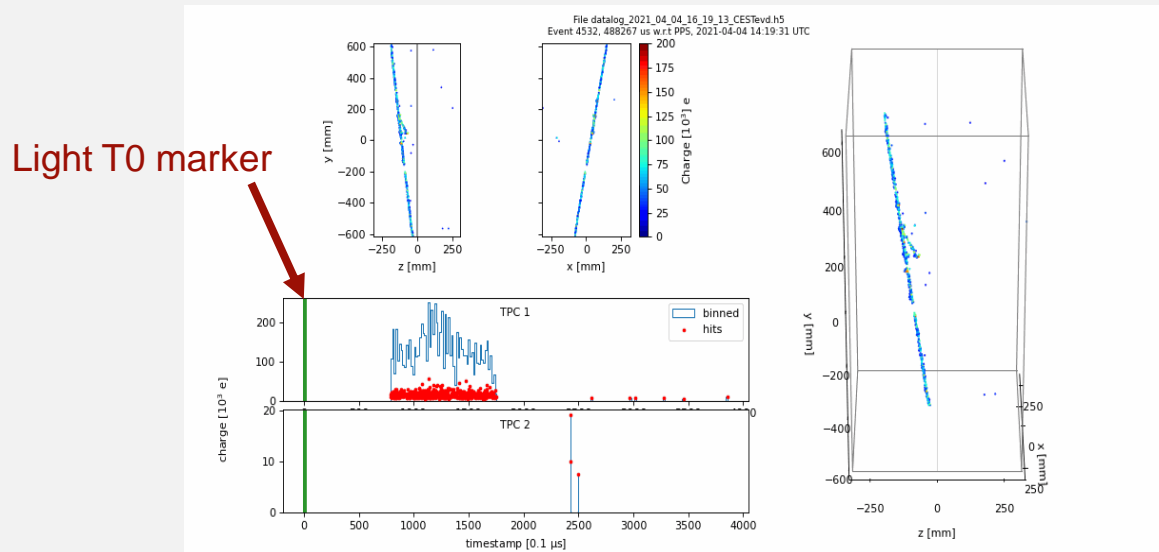 File datalog_2021_04_04_16_19_13_CESTevd.h5
Event 4532, 488267 us w.r.t PPS, 2021-04-04 14:19:31 UTC
Light T0 marker
600
400
200
0
−200
−400
−600
y [mm]
−250 0 250
z [mm]
−250 0 250
x [mm]
200
175
150
125
100
75
50
25
0
Charge [10³] e
TPC 1
binned
hits
200
100
0
TPC 2
20
10
0
charge [10³ e]
0 500 1000 1500 2000 2500 3000 3500 4000
timestamp [0.1 μs]
600
400
200
0
−200
−400
−600
y [mm]
−250
0
250
x [mm]
−250 0 250
z [mm]